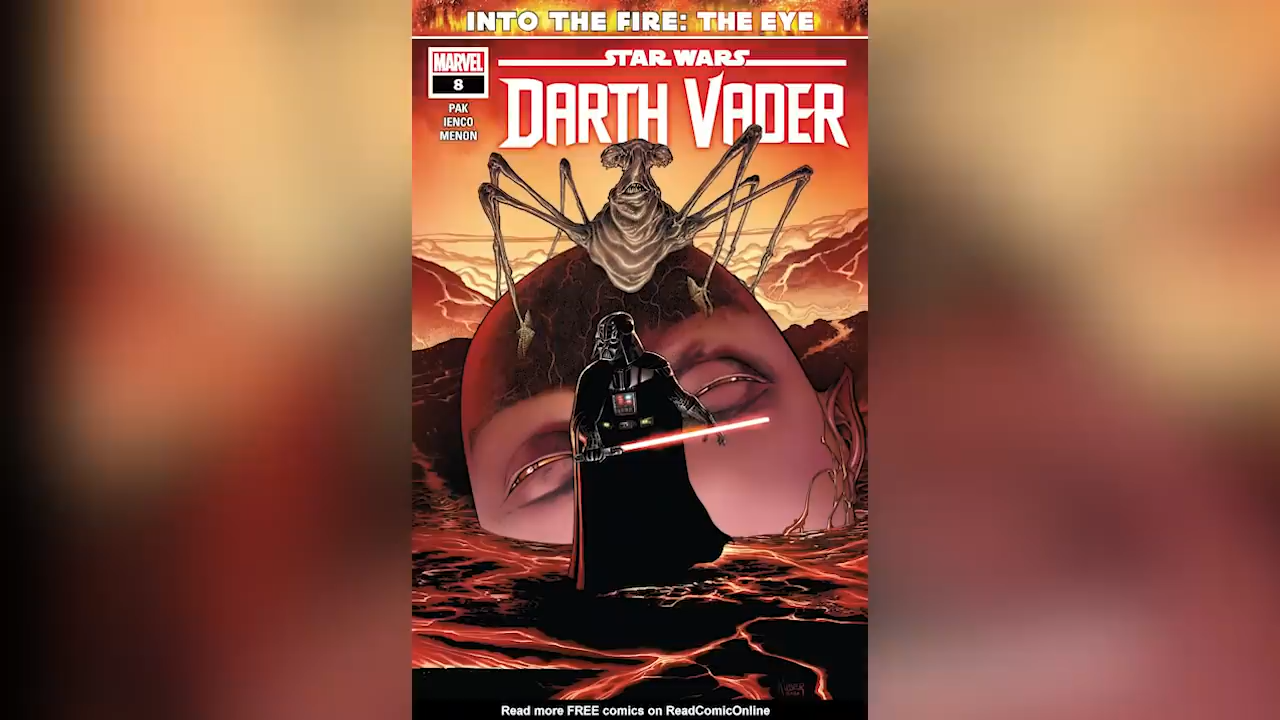 INTO THE FIRE: THE EYE
MARVEL
8
PAK
IENCO
MENON
STAR WARS
DARTH VADER
Read more FREE comics on ReadComicOnline